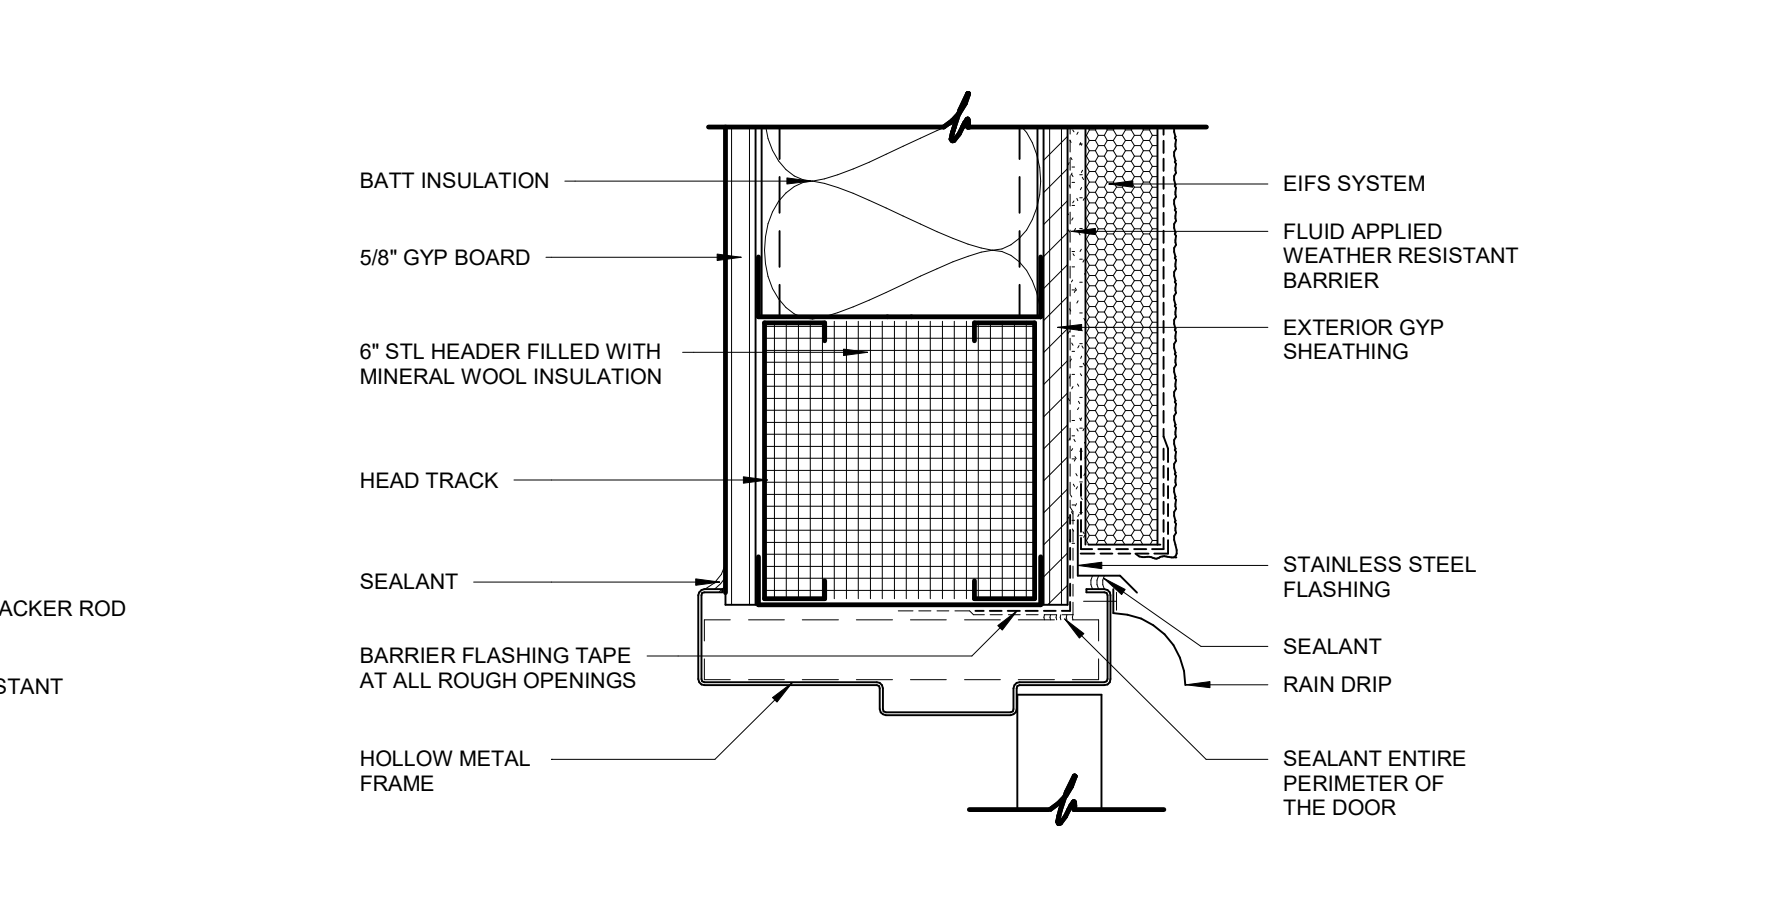 BATT INSULATION
5/8" GYP BOARD
6" STL HEADER FILLED WITH
MINERAL WOOL INSULATION
HEAD TRACK
SEALANT
ACKER ROD
BARRIER FLASHING TAPE
AT ALL ROUGH OPENINGS
STANT
HOLLOW METAL
FRAME
EIFS SYSTEM
FLUID APPLIED
WEATHER RESISTANT
BARRIER
EXTERIOR GYP
SHEATHING
STAINLESS STEEL
FLASHING
SEALANT
RAIN DRIP
SEALANT ENTIRE
PERIMETER OF
THE DOOR